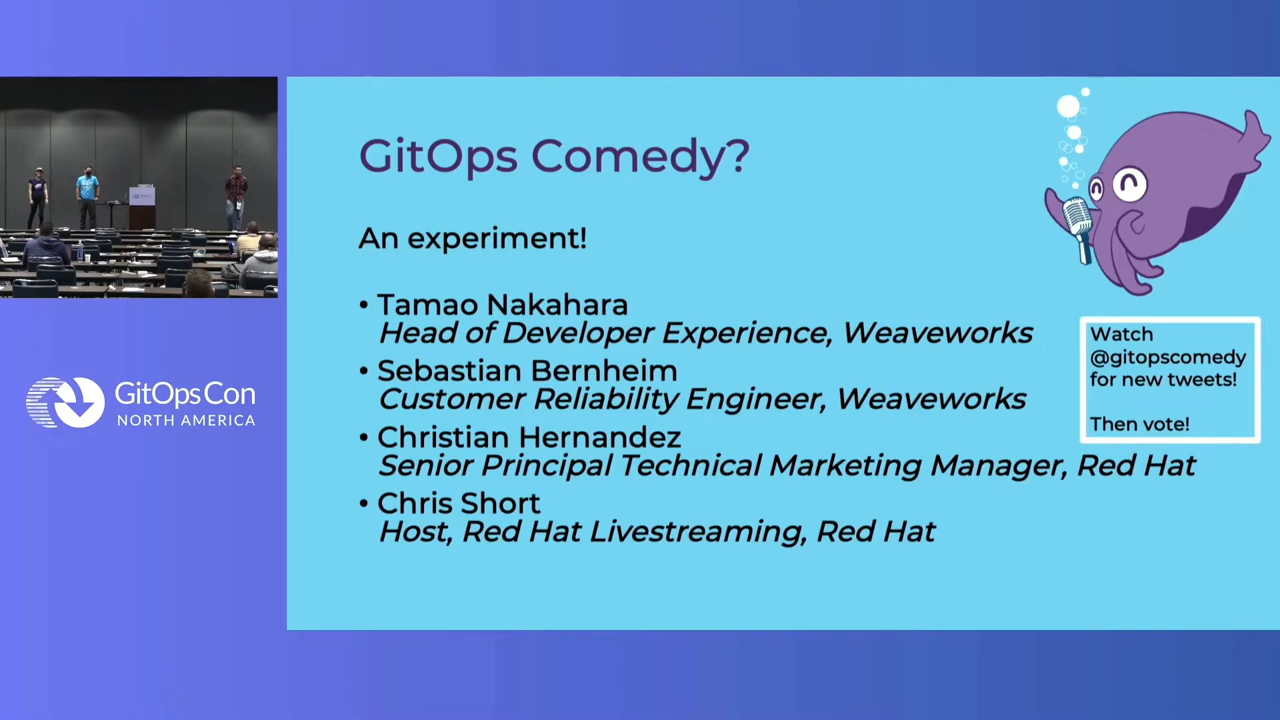 GitOps Comedy?
An experiment!
• Tamao Nakahara
Head of Developer Experience, Weaveworks
• Sebastian Bernheim
Customer Reliability Engineer, Weaveworks
• Christian Hernandez
Senior Principal Technical Marketing Manager, Red Hat
• Chris Short
Host, Red Hat Livestreaming, Red Hat
Watch
@gitopscomedy
for new tweets!
Then vote!
GitOpsCon
NORTH AMERICA